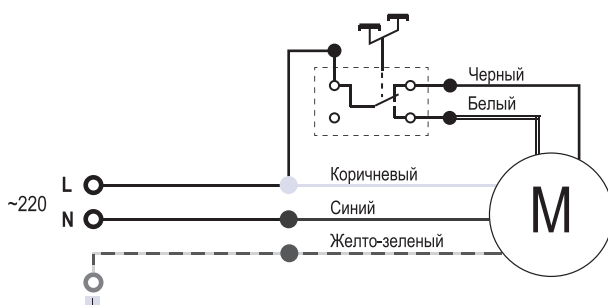 Черный
Белый
Коричневый
L
~220
Синий
N
Желто-зеленый
M